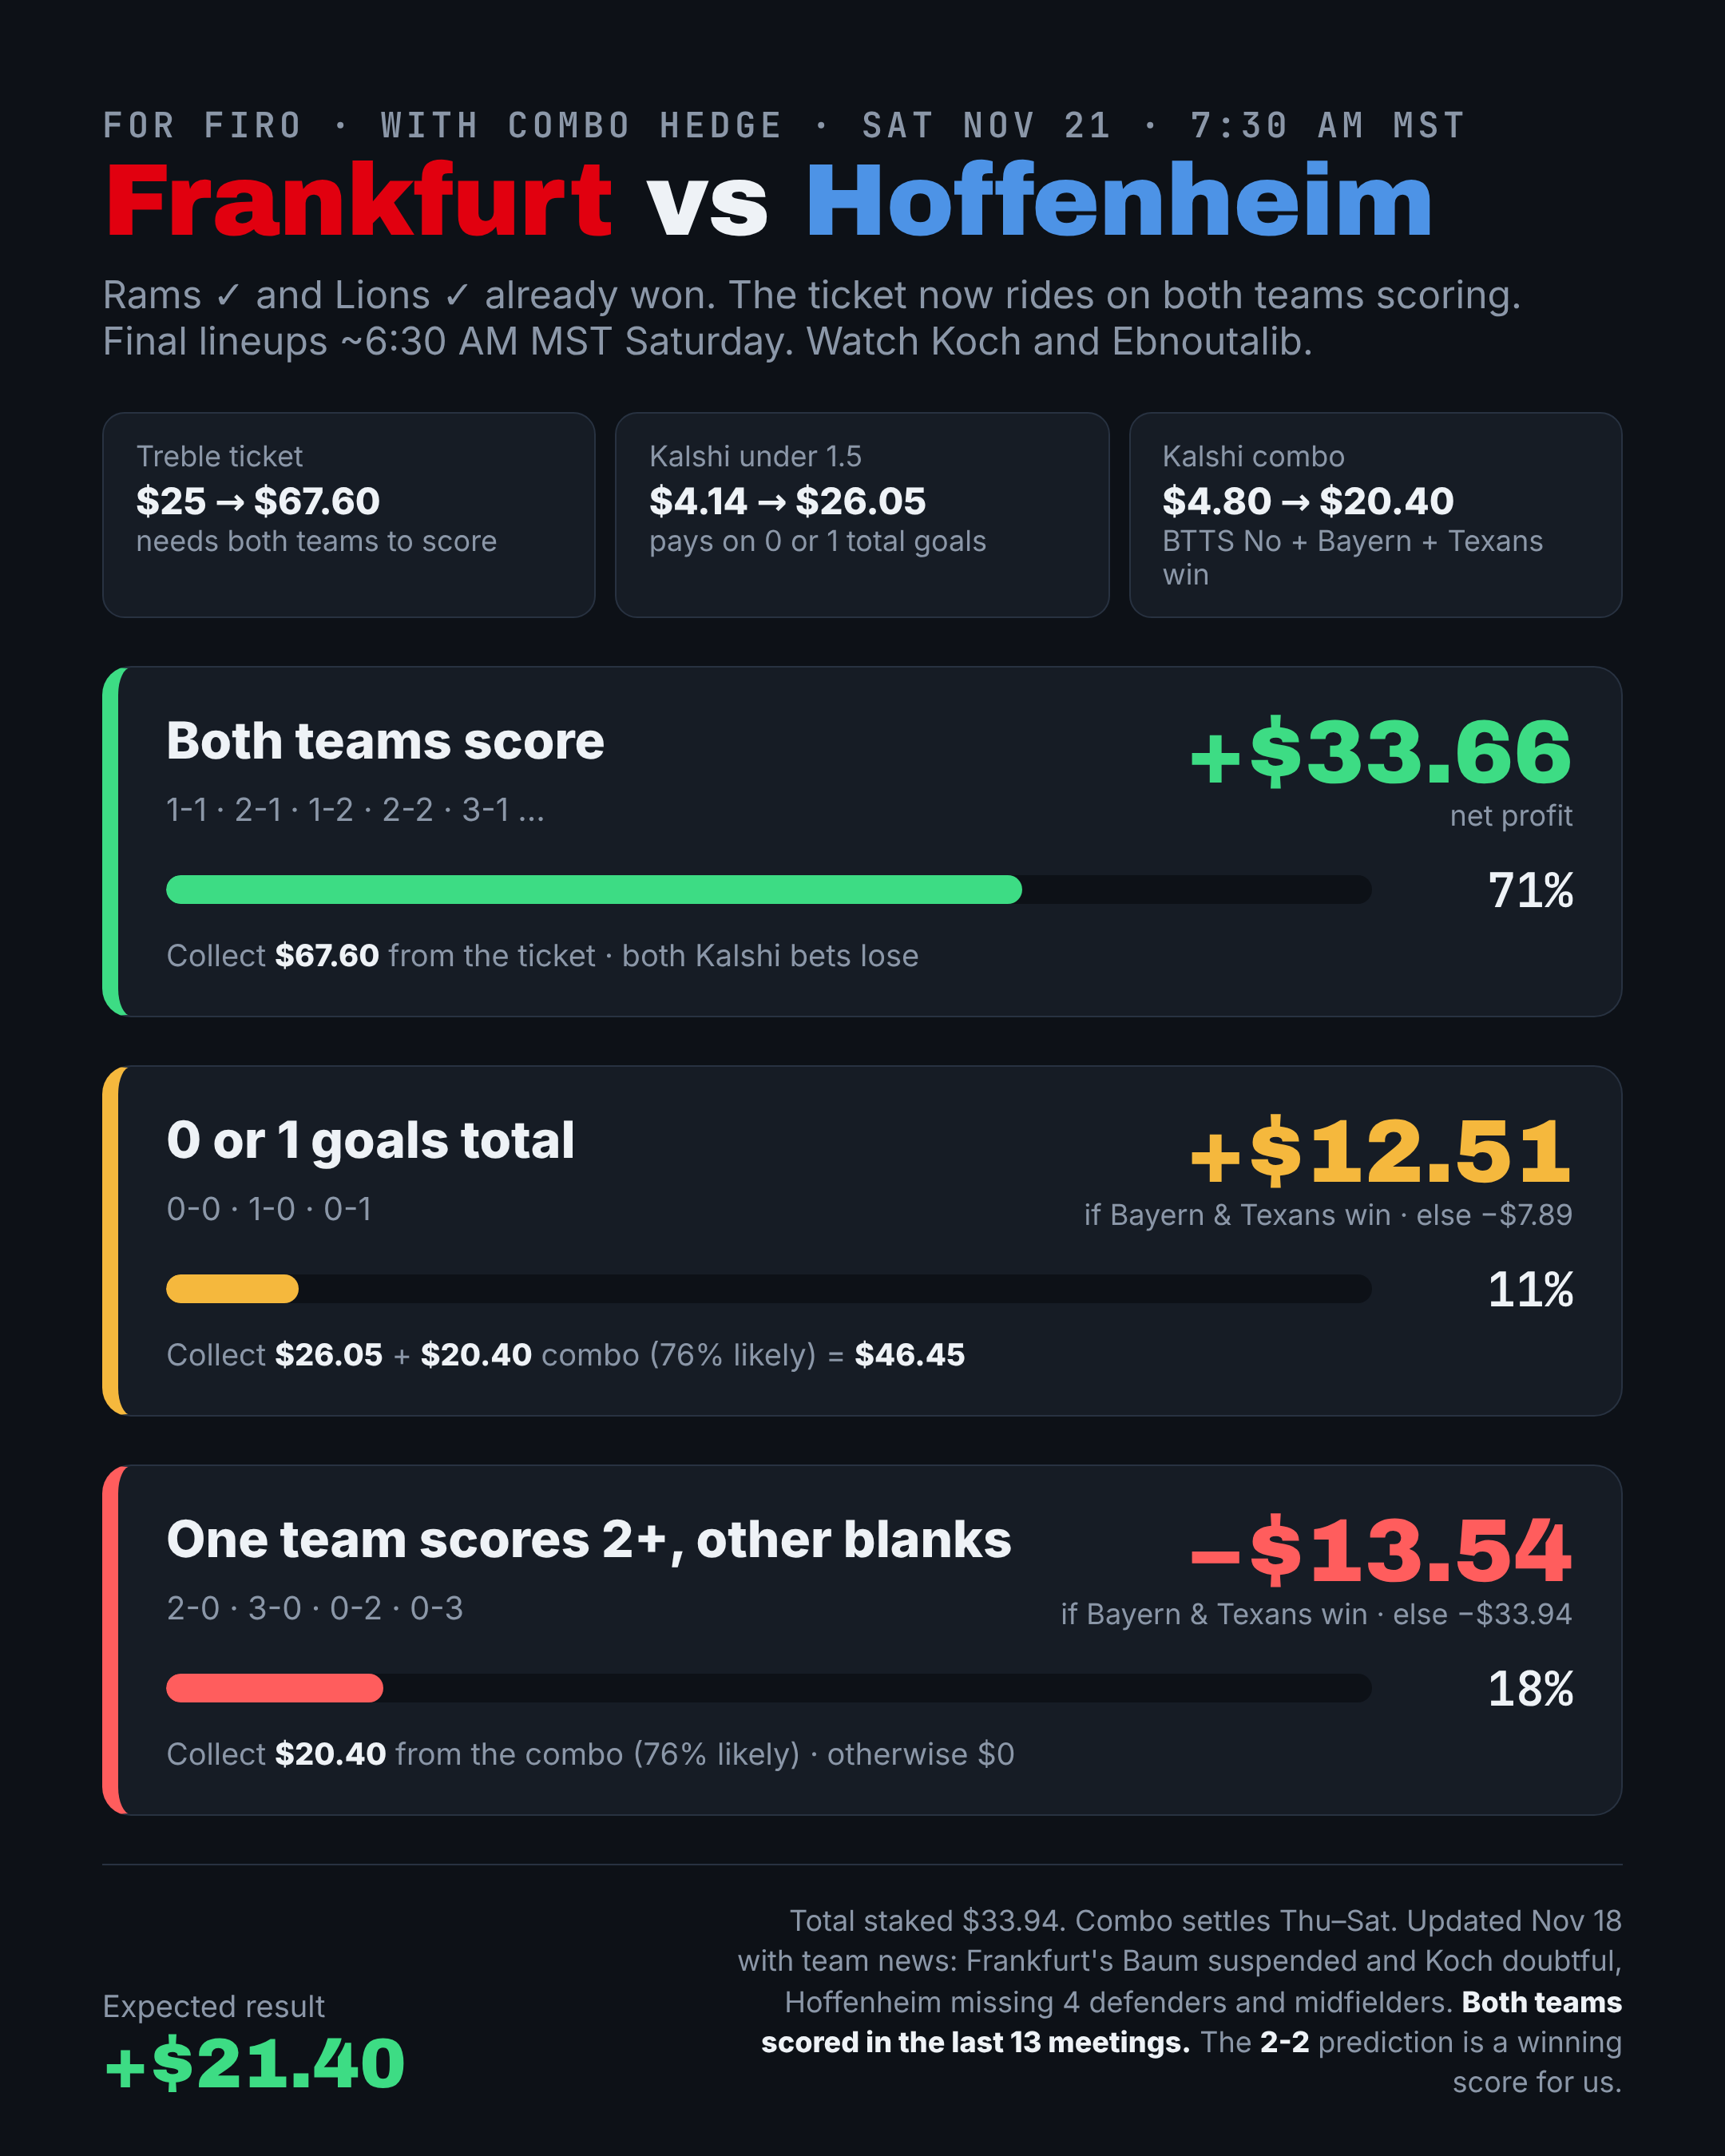 FOR FIRO · WITH COMBO HEDGE · SAT NOV 21 · 7:30 AM MST
Frankfurt vs Hoffenheim
Rams ✓ and Lions ✓ already won. The ticket now rides on both teams scoring.
Final lineups ~6:30 AM MST Saturday. Watch Koch and Ebnoutalib.
Treble ticket
$25 → $67.60
needs both teams to score
Kalshi under 1.5
$4.14 → $26.05
pays on 0 or 1 total goals
Kalshi combo
$4.80 → $20.40
BTTS No + Bayern + Texans
win
Both teams score
+$33.66
1-1 · 2-1 · 1-2 · 2-2 · 3-1 ...
net profit
71%
Collect $67.60 from the ticket · both Kalshi bets lose
0 or 1 goals total
+$12.51
0-0 · 1-0 · 0-1
if Bayern & Texans win · else −$7.89
11%
Collect $26.05 + $20.40 combo (76% likely) = $46.45
One team scores 2+, other blanks
−$13.54
2-0 · 3-0 · 0-2 · 0-3
if Bayern & Texans win · else −$33.94
18%
Collect $20.40 from the combo (76% likely) · otherwise $0
Expected result
+$21.40
Total staked $33.94. Combo settles Thu–Sat. Updated Nov 18
with team news: Frankfurt's Baum suspended and Koch doubtful,
Hoffenheim missing 4 defenders and midfielders. Both teams
scored in the last 13 meetings. The 2-2 prediction is a winning
score for us.